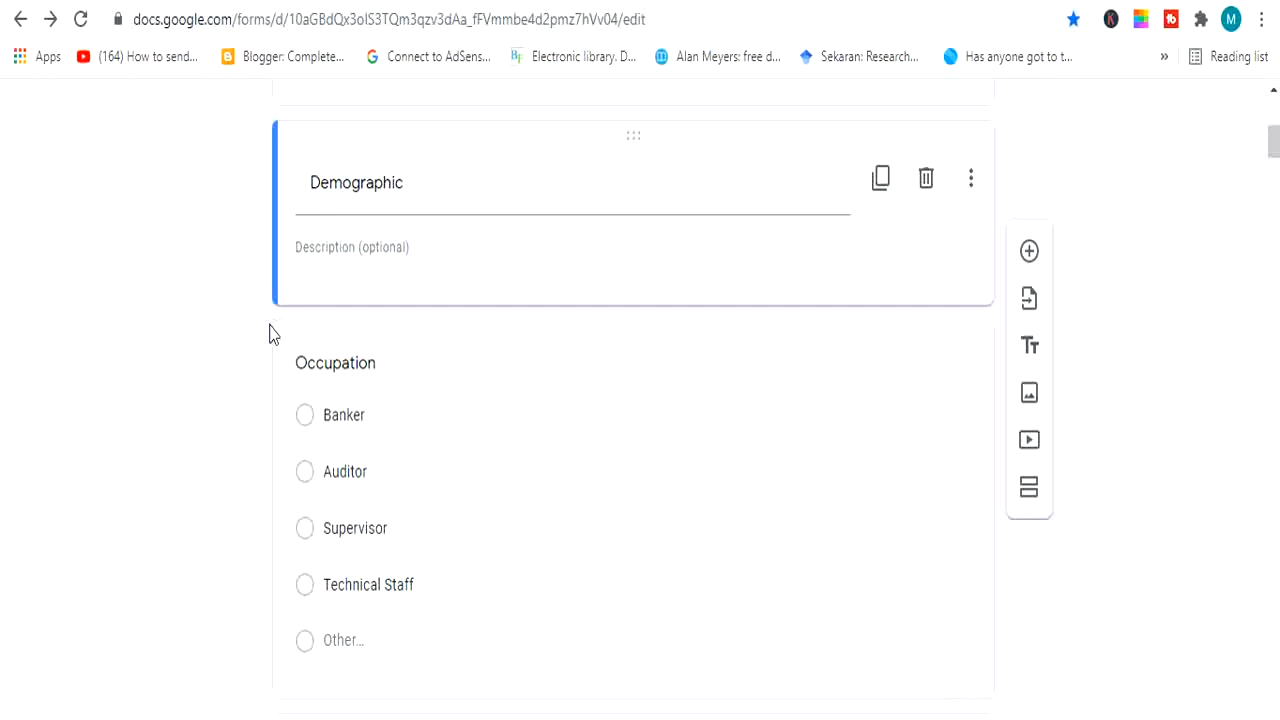 docs.google.com/forms/d/10aGBdQx3oIS3TQm3qzv3dAa_fFVmmbe4d2pmz7hVv04/edit
K
tb
M
Apps
(164) How to send...
Blogger: Complete...
Connect to AdSens...
Electronic library. D...
Alan Meyers: free d...
Sekaran: Research...
Has anyone got to t...
»
Reading list
Demographic
Description (optional)
Occupation
Banker
Auditor
Supervisor
Technical Staff
Other...
Tt